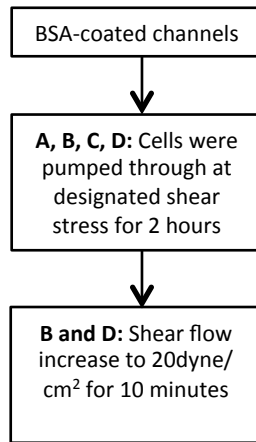 BSA-coated channels
A, B, C, D: Cells were
pumped through at
designated shear
stress for 2 hours
B and D: Shear flow
increase to 20dyne/
cm² for 10 minutes